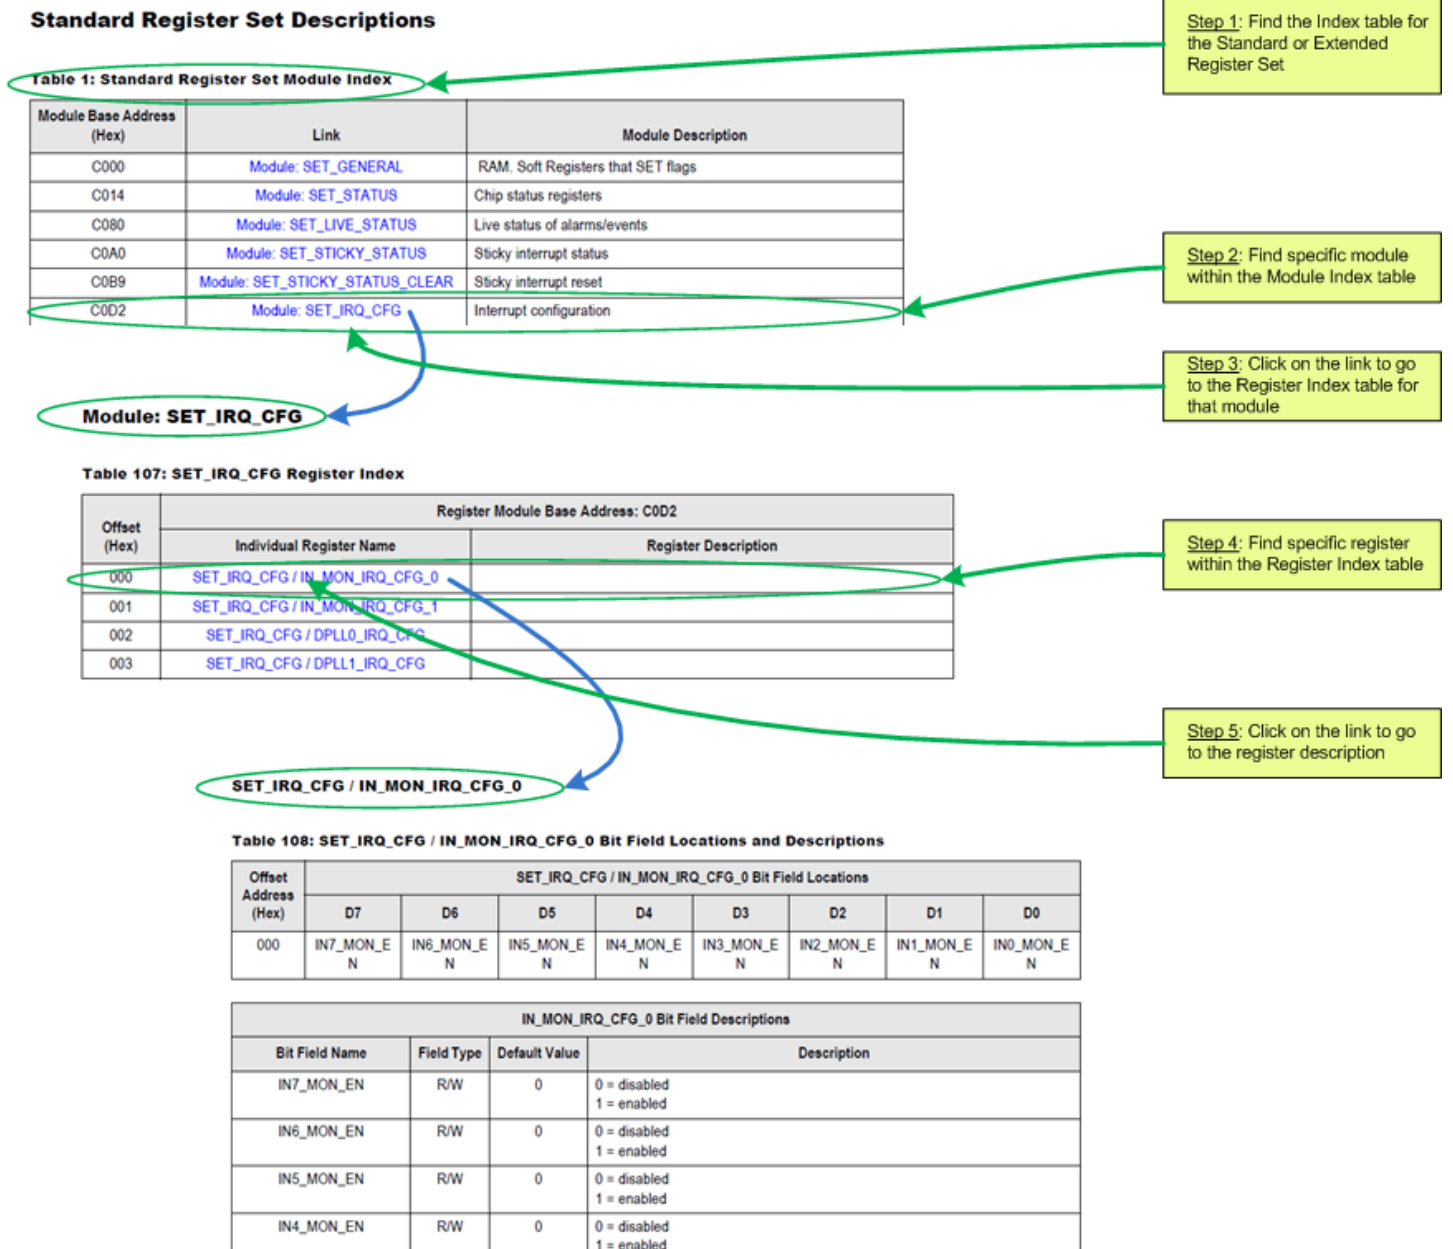 Standard Register Set Descriptions
Step 1: Find the Index table for
the Standard or Extended
Register Set
Table 1: Standard Register Set Module Index
Module Base Address
(Hex)
Link
Module Description
C000
Module: SET_GENERAL
RAM. Soft Registers that SET flags
C014
Module: SET_STATUS
Chip status registers
C080
Module: SET_LIVE_STATUS
Live status of alarms/events
C0A0
Module: SET_STICKY_STATUS
Sticky interrupt status
C0B9
Module: SET_STICKY_STATUS_CLEAR
Sticky interrupt reset
C0D2
Module: SET_IRQ_CFG
Interrupt configuration
Step 2: Find specific module
within the Module Index table
Step 3: Click on the link to go
to the Register Index table for
that module
Module: SET_IRQ_CFG
Table 107: SET_IRQ_CFG Register Index
Offset
(Hex)
Register Module Base Address: C0D2
Individual Register Name
Register Description
000
SET_IRQ_CFG / IN_MON_IRQ_CFG_0
001
SET_IRQ_CFG / IN_MON_IRQ_CFG_1
002
SET_IRQ_CFG / DPLL0_IRQ_CFG
003
SET_IRQ_CFG / DPLL1_IRQ_CFG
Step 4: Find specific register
within the Register Index table
Step 5: Click on the link to go
to the register description
SET_IRQ_CFG / IN_MON_IRQ_CFG_0
Table 108: SET_IRQ_CFG / IN_MON_IRQ_CFG_0 Bit Field Locations and Descriptions
Offset
Address
(Hex)
SET_IRQ_CFG / IN_MON_IRQ_CFG_0 Bit Field Locations
D7
D6
D5
D4
D3
D2
D1
D0
000
IN7_MON_E
N
IN6_MON_E
N
IN5_MON_E
N
IN4_MON_E
N
IN3_MON_E
N
IN2_MON_E
N
IN1_MON_E
N
IN0_MON_E
N
IN_MON_IRQ_CFG_0 Bit Field Descriptions
Bit Field Name
Field Type
Default Value
Description
IN7_MON_EN
R/W
0
0 = disabled
1 = enabled
IN6_MON_EN
R/W
0
0 = disabled
1 = enabled
IN5_MON_EN
R/W
0
0 = disabled
1 = enabled
IN4_MON_EN
R/W
0
0 = disabled
1 = enabled